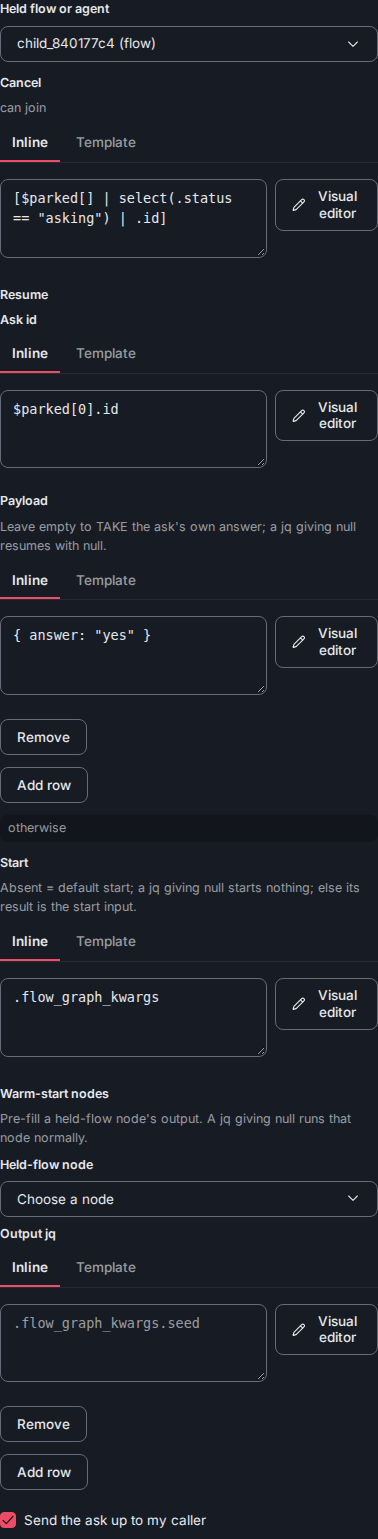 Held flow or agent
child_840177c4 (flow)
Cancel
can join
Inline Template
[$parked[] | select(.status
== "asking") | .id]
Visual
editor
Resume
Ask id
Inline Template
$parked[0].id
Visual
editor
Payload
Leave empty to TAKE the ask's own answer; a jq giving null
resumes with null.
Inline Template
{ answer: "yes" }
Visual
editor
Remove
Add row
otherwise
Start
Absent = default start; a jq giving null starts nothing; else its
result is the start input.
Inline Template
.flow_graph_kwargs
Visual
editor
Warm-start nodes
Pre-fill a held-flow node's output. A jq giving null runs that
node normally.
Held-flow node
Choose a node
Output jq
Inline Template
.flow_graph_kwargs.seed
Visual
editor
Remove
Add row
Send the ask up to my caller